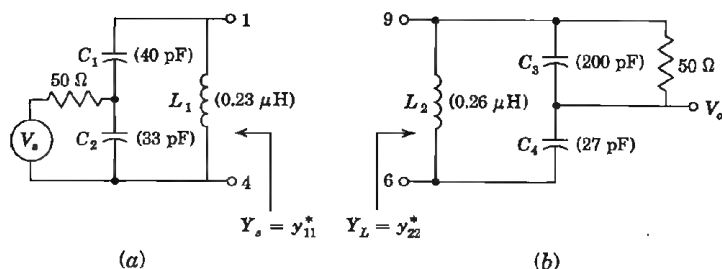 1
C₁ (40 pF)
50 Ω
L₁ (0.23 μH)
Vₛ
C₂ (33 pF)
4
Yₛ = y₁₁*
(a)
9
C₃ (200 pF)
50 Ω
L₂ (0.26 μH)
Vₒ
C₄ (27 pF)
6
Y_L = y₂₂*
(b)